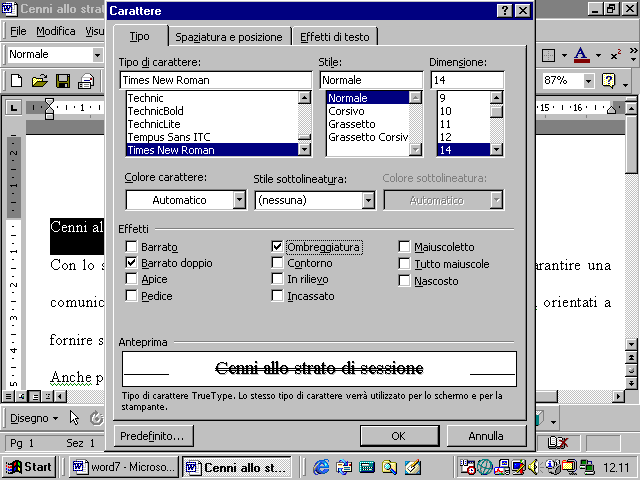 Cenni allo strato
Carattere
File Modifica Visualizza
Tipo Spaziatura e posizione Effetti di testo
Normale
Tipo di carattere: Stile: Dimensione:
Times New Roman Normale 14
Technic Normale 9
TechnicBold Corsivo 10
TechnicLite Grassetto 11
Tempus Sans ITC Grassetto Corsiv 12
Times New Roman 14
87%
Colore carattere: Stile sottolineatura: Colore sottolineatura:
Automatico (nessuna) Automatico
Effetti
Barrato Ombreggiatura Maiuscoletto
Barrato doppio Contorno Tutto maiuscole
Apice In rilievo Nascosto
Pedice Incassato
Cenni al
Con lo s arantire una
comunic orientati a
fornire s
Anche p
Anteprima
Cenni allo strato di sessione
Tipo di carattere TrueType. Lo stesso tipo di carattere verrà utilizzato per lo schermo e per la
stampante.
Predefinito... OK Annulla
Disegno
Pg 1 Sez 1
Start word7 - Microso... Cenni allo st... 12.11